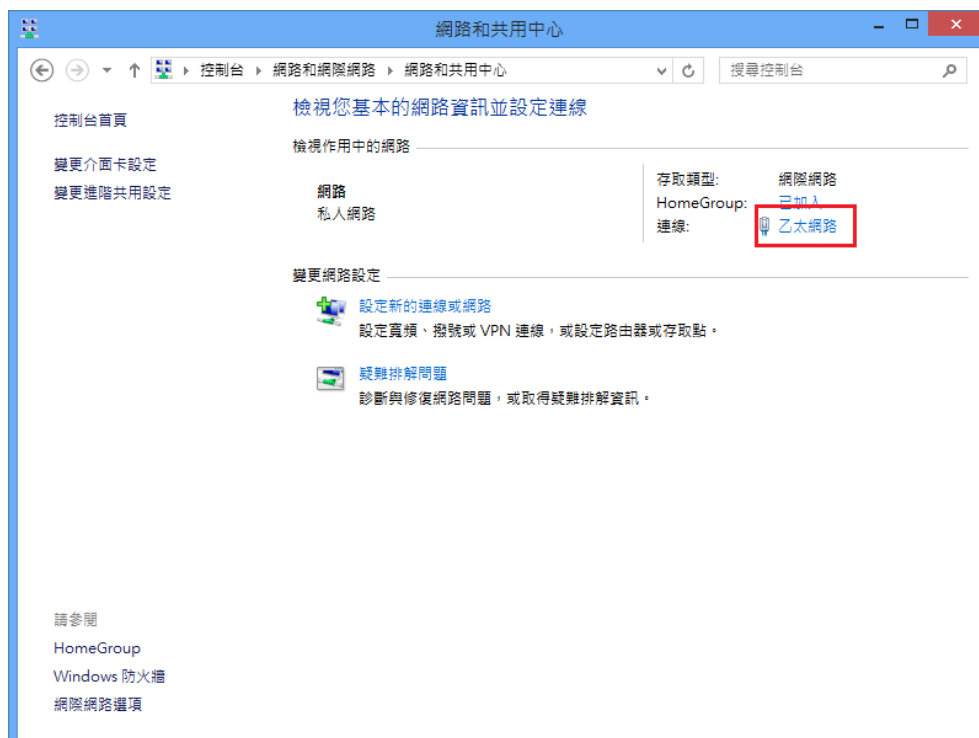 網路和共用中心
控制台 網路和網際網路 網路和共用中心
搜尋控制台
控制台首頁
變更介面卡設定
變更進階共用設定
檢視您基本的網路資訊並設定連線
檢視作用中的網路
網路
私人網路
存取類型: 網際網路
HomeGroup: 已加入
連線: 乙太網路
變更網路設定
設定新的連線或網路
設定寬頻、撥號或 VPN 連線，或設定路由器或存取點。
疑難排解問題
診斷與修復網路問題，或取得疑難排解資訊。
請參閱
HomeGroup
Windows 防火牆
網際網路選項